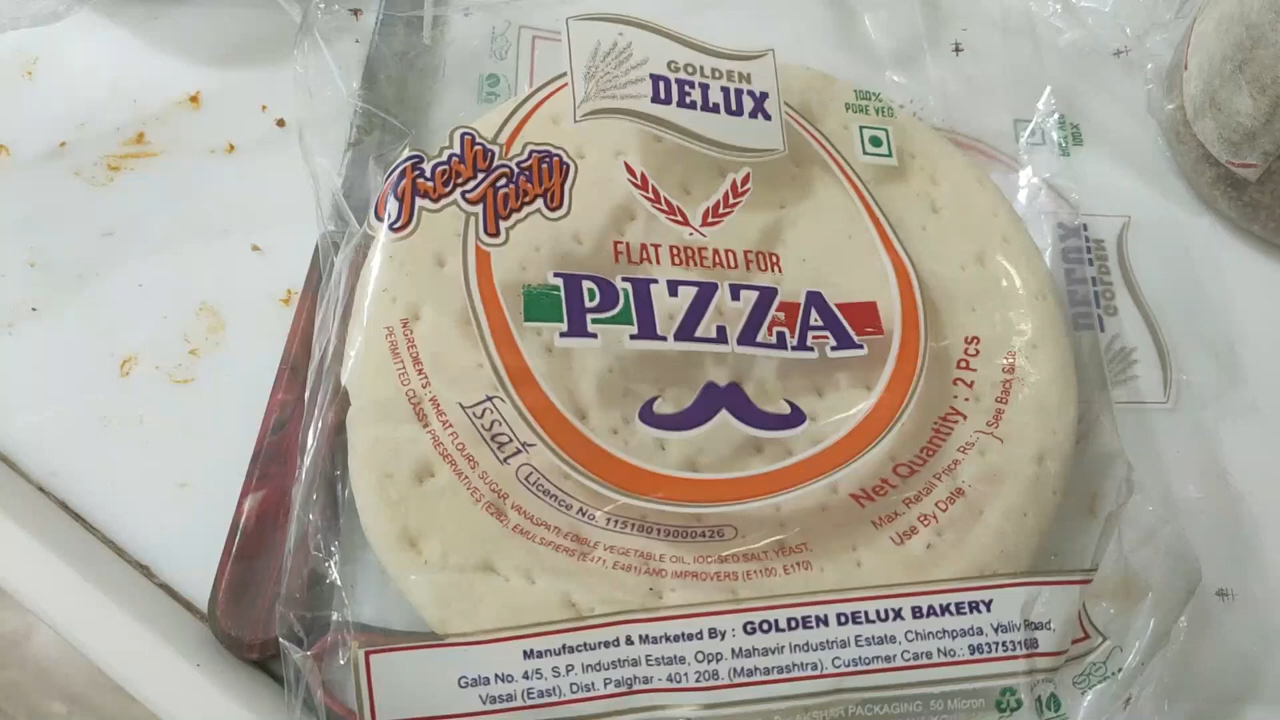 GOLDEN
DELUX
100%
PORE VEG.
Fresh
Tasty
FLAT BREAD FOR
PIZZA
INGREDIENTS : WHEAT FLOURS, SUGAR, VANASPATI, EDIBLE VEGETABLE OIL, IODISED SALT, YEAST,
PERMITTED CLASS PRESERVATIVES (E282), EMULSIFIERS (E471, E481) AND IMPROVERS (E1100, E170)
fssai
Licence No. 11518019000426
Net Quantity : 2 Pcs
Max. Retail Price. Rs.:
Use By Date :
} See Back Side
DELUX
GOLDEN
Manufactured & Marketed By : GOLDEN DELUX BAKERY
Gala No. 4/5, S.P. Industrial Estate, Opp. Mahavir Industrial Estate, Chinchpada, Valiv Road,
Vasai (East), Dist. Palghar - 401 208. (Maharashtra). Customer Care No.:
PACKAGING 50 Micron